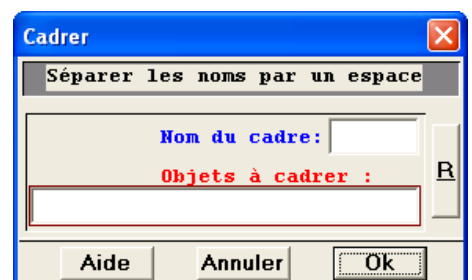 Cadrer
Séparer les noms par un espace
Nom du cadre:
Objets à cadrer :
R
Aide Annuler Ok